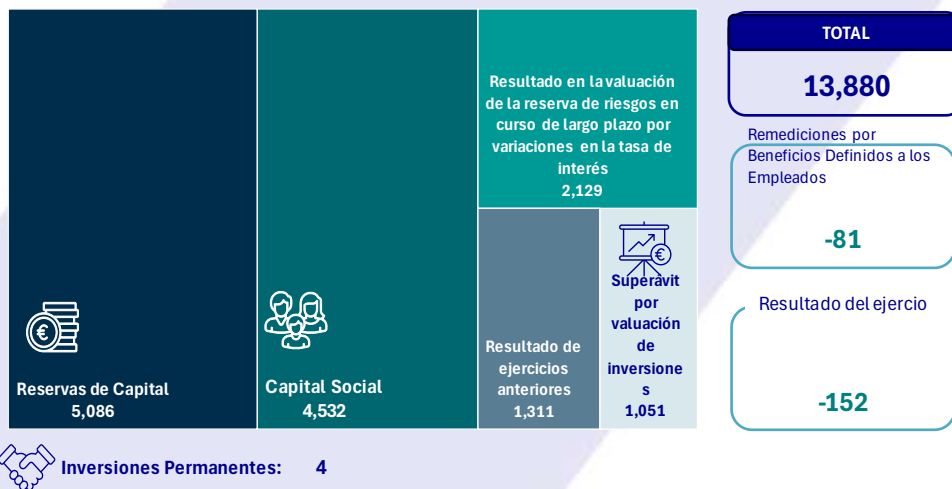 Reservas de Capital
5,086
Capital Social
4,532
Resultado en la valuación
de la reserva de riesgos en
curso de largo plazo por
variaciones en la tasa de
interés
2,129
Resultado de
ejercicios
anteriores
1,311
€
Superávit
por
valuación
de
inversione
s
1,051
€
TOTAL
13,880
Remediciones por
Beneficios Definidos a los
Empleados
-81
Resultado del ejercio
-152
Inversiones Permanentes: 4